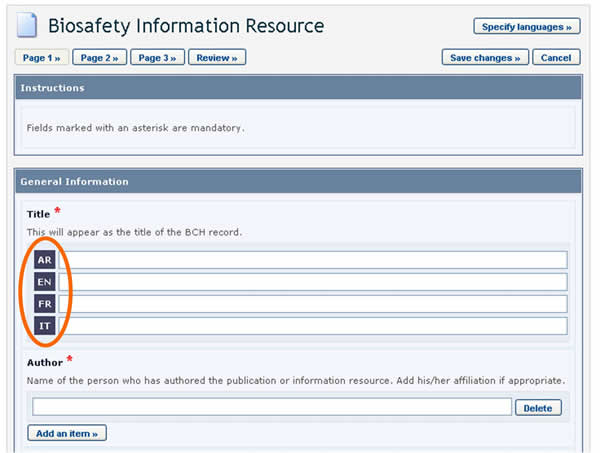 Biosafety Information Resource
Specify languages »
Page 1 » Page 2 » Page 3 » Review » Save changes » Cancel
Instructions
Fields marked with an asterisk are mandatory.
General Information
Title *
This will appear as the title of the BCH record.
AR
EN
FR
IT
Author *
Name of the person who has authored the publication or information resource. Add his/her affiliation if appropriate.
Delete
Add an item »